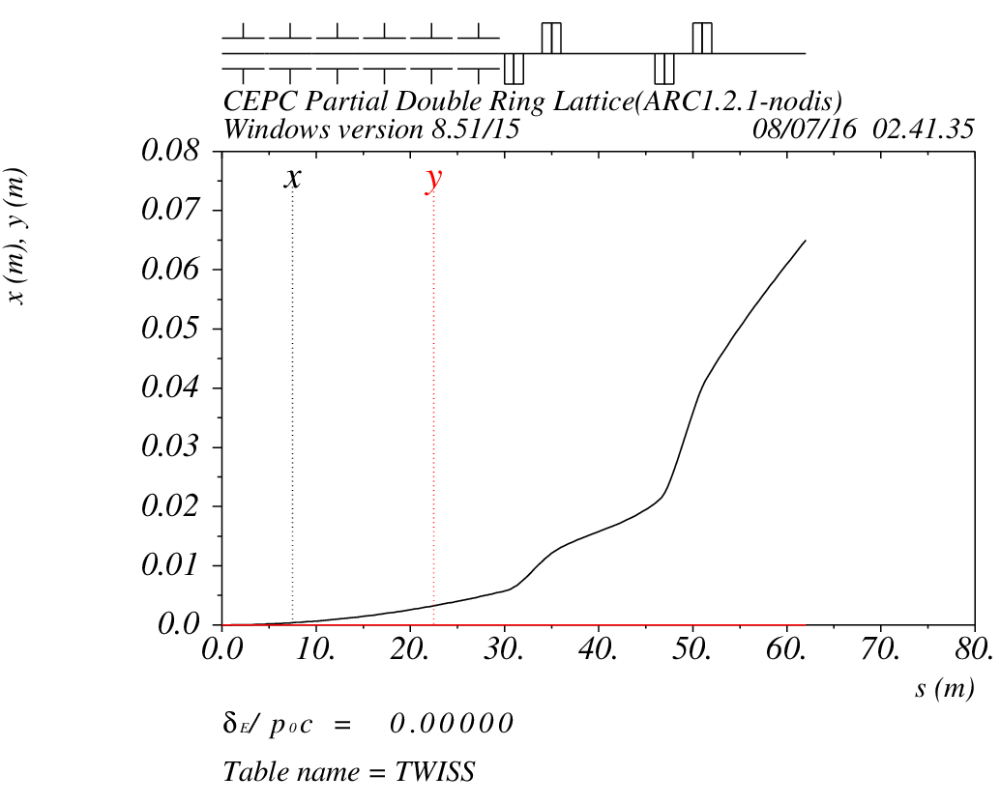 CEPC Partial Double Ring Lattice(ARC1.2.1-nodis)
Windows version 8.51/15 08/07/16 02.41.35
x (m), y (m)
0.08
x y
0.07
0.06
0.05
0.04
0.03
0.02
0.01
0.0
0.0 10. 20. 30. 40. 50. 60. 70. 80.
s (m)
δE/ p0c = 0.00000
Table name = TWISS